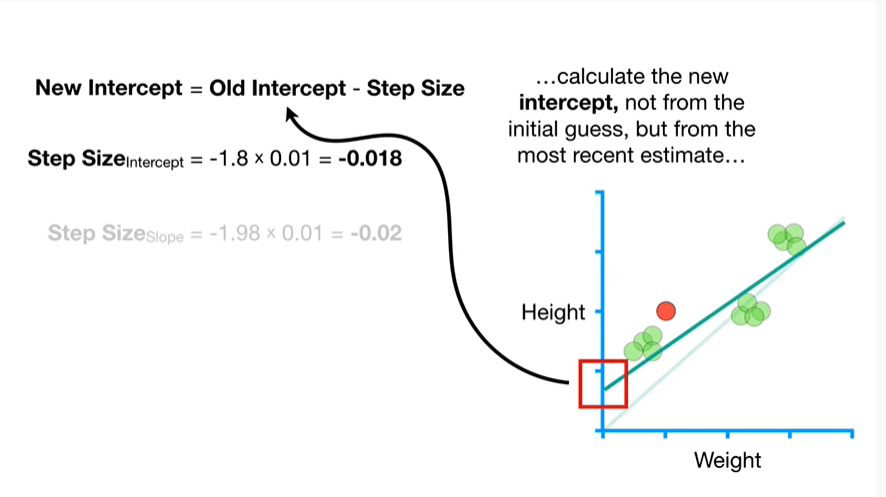 New Intercept = Old Intercept - Step Size
Step SizeIntercept = -1.8 × 0.01 = -0.018
Step SizeSlope = -1.98 × 0.01 = -0.02
…calculate the new
intercept, not from the
initial guess, but from the
most recent estimate…
Height
Weight